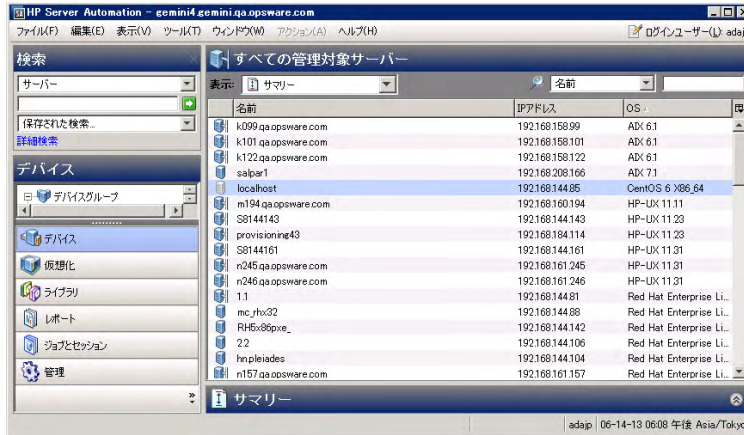 HP Server Automation - gemini4.gemini.qa.opsware.com
ファイル(F) 編集(E) 表示(V) ツール(T) ウィンドウ(W) アクション(A) ヘルプ(H) ログインユーザー(L): adaj
検索
サーバー
保存された検索...
詳細検索
デバイス
デバイスグループ
デバイス
仮想化
ライブラリ
レポート
ジョブとセッション
管理
すべての管理対象サーバー
表示: サマリー 名前
名前 IPアドレス OS
k099.qa.opsware.com 192.168.158.99 AIX 6.1
k101.qa.opsware.com 192.168.158.101 AIX 6.1
k122.qa.opsware.com 192.168.158.122 AIX 6.1
salpar1 192.168.208.166 AIX 7.1
localhost 192.168.144.85 CentOS 6 X86_64
m194.qa.opsware.com 192.168.160.194 HP-UX 11.11
S8144143 192.168.144.143 HP-UX 11.23
provisioning43 192.168.184.114 HP-UX 11.23
S8144161 192.168.144.161 HP-UX 11.31
n245.qa.opsware.com 192.168.161.245 HP-UX 11.31
n246.qa.opsware.com 192.168.161.246 HP-UX 11.31
1.1 192.168.144.81 Red Hat Enterprise Li...
mc_rhx32 192.168.144.88 Red Hat Enterprise Li...
RH5x86pxe_ 192.168.144.142 Red Hat Enterprise Li...
2.2 192.168.144.106 Red Hat Enterprise Li...
hn.pleiades 192.168.144.104 Red Hat Enterprise Li...
n157.qa.opsware.com 192.168.161.157 Red Hat Enterprise Li...
サマリー
adajp 06-14-13 06:08 午後 Asia/Tokyo